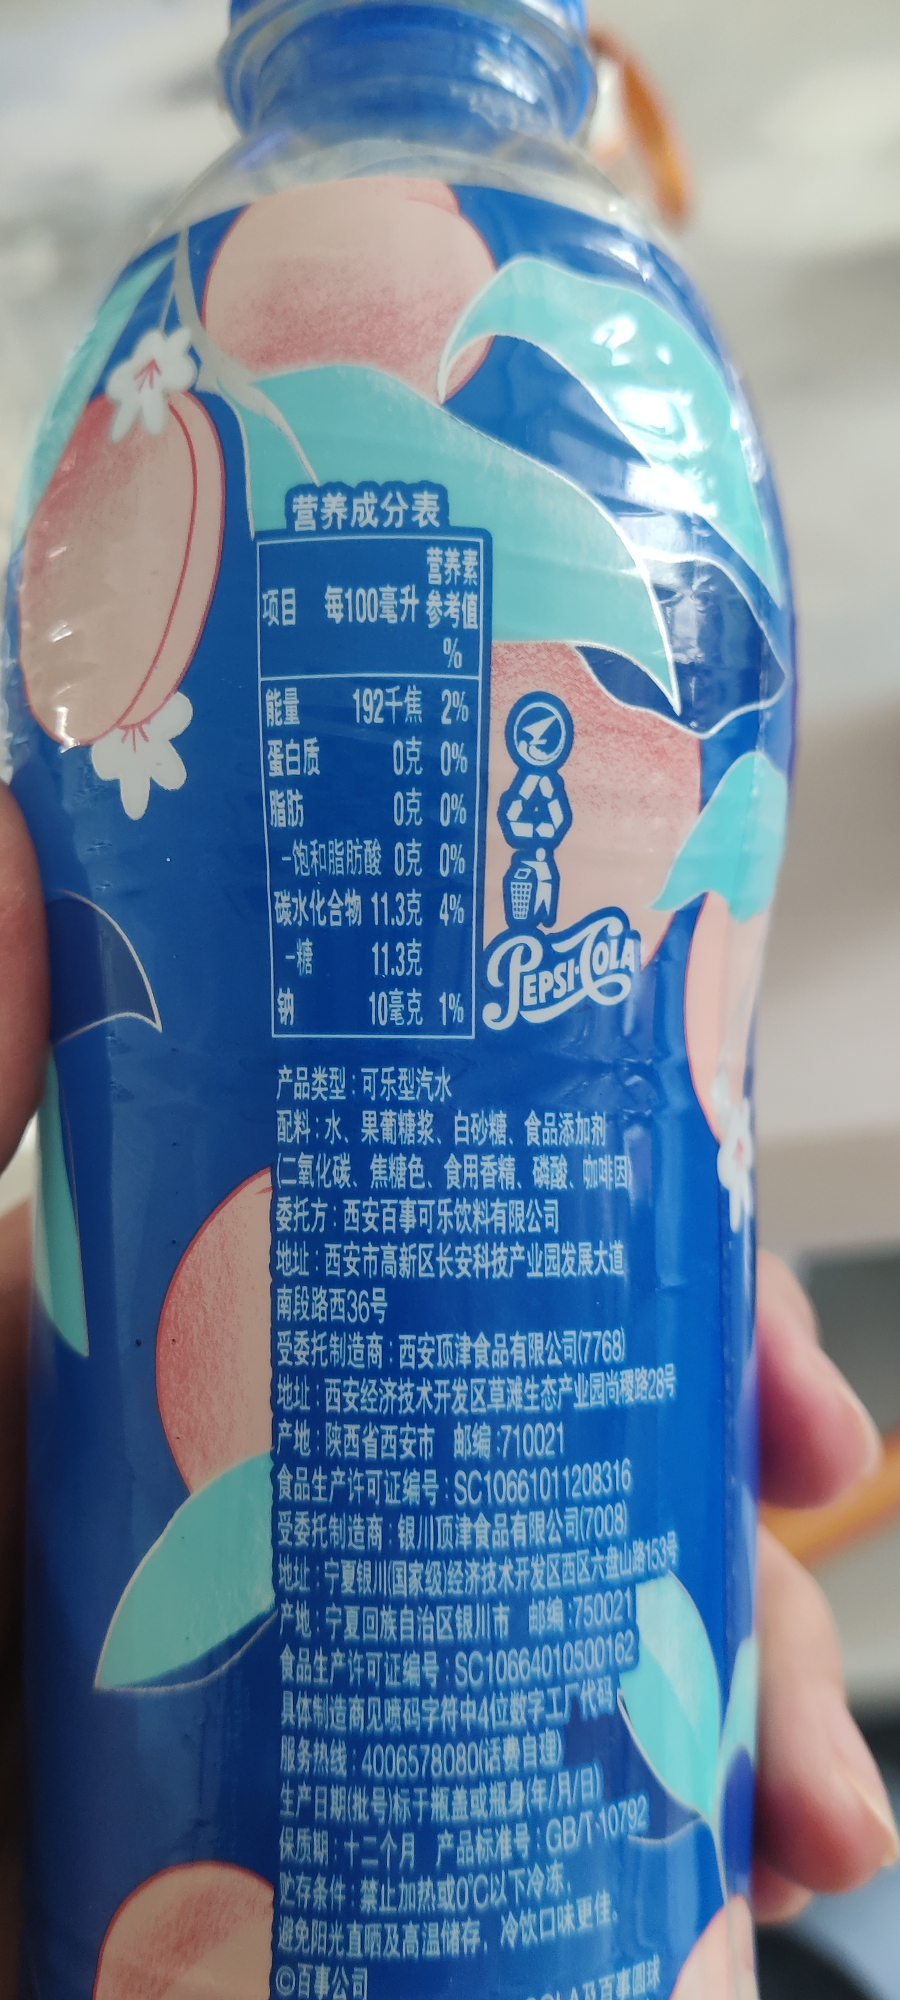 营养成分表
项目 每100毫升 营养素参考值%
能量 192千焦 2%
蛋白质 0克 0%
脂肪 0克 0%
-饱和脂肪酸 0克 0%
碳水化合物 11.3克 4%
-糖 11.3克
钠 10毫克 1%
PEPSI-COLA
产品类型:可乐型汽水
配料:水、果葡糖浆、白砂糖、食品添加剂
(二氧化碳、焦糖色、食用香精、磷酸、咖啡因)
委托方:西安百事可乐饮料有限公司
地址:西安市高新区长安科技产业园发展大道
南段路西36号
受委托制造商:西安顶津食品有限公司(7768)
地址:西安经济技术开发区草滩生态产业园尚稷路28号
产地:陕西省西安市 邮编:710021
食品生产许可证编号:SC10661011208316
受委托制造商:银川顶津食品有限公司(7008)
地址:宁夏银川(国家级)经济技术开发区西区六盘山路153号
产地:宁夏回族自治区银川市 邮编:750021
食品生产许可证编号:SC10664010500162
具体制造商见喷码字符中4位数字工厂代码
服务热线:4006578080(话费自理)
生产日期(批号)标于瓶盖或瓶身(年/月/日)
保质期:十二个月 产品标准号:GB/T 10792
贮存条件:禁止加热或0℃以下冷冻,
避免阳光直晒及高温储存,冷饮口味更佳。
©百事公司
COLA及百事圆球